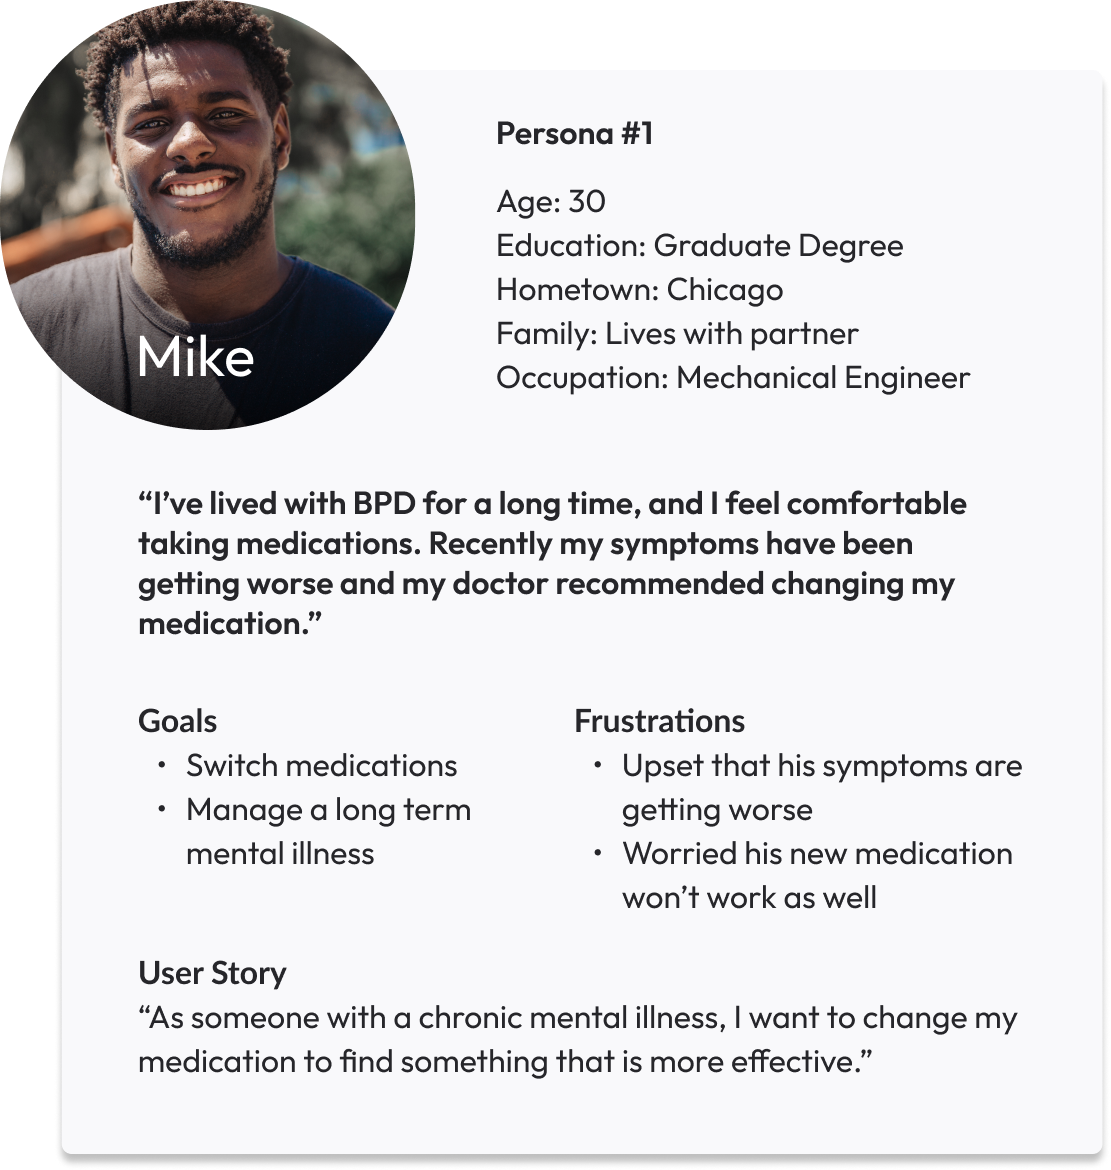 Mike
Persona #1
Age: 30
Education: Graduate Degree
Hometown: Chicago
Family: Lives with partner
Occupation: Mechanical Engineer
“I’ve lived with BPD for a long time, and I feel comfortable
taking medications. Recently my symptoms have been
getting worse and my doctor recommended changing my
medication.”
Goals
• Switch medications
• Manage a long term
mental illness
Frustrations
• Upset that his symptoms are
getting worse
• Worried his new medication
won’t work as well
User Story
“As someone with a chronic mental illness, I want to change my
medication to find something that is more effective.”